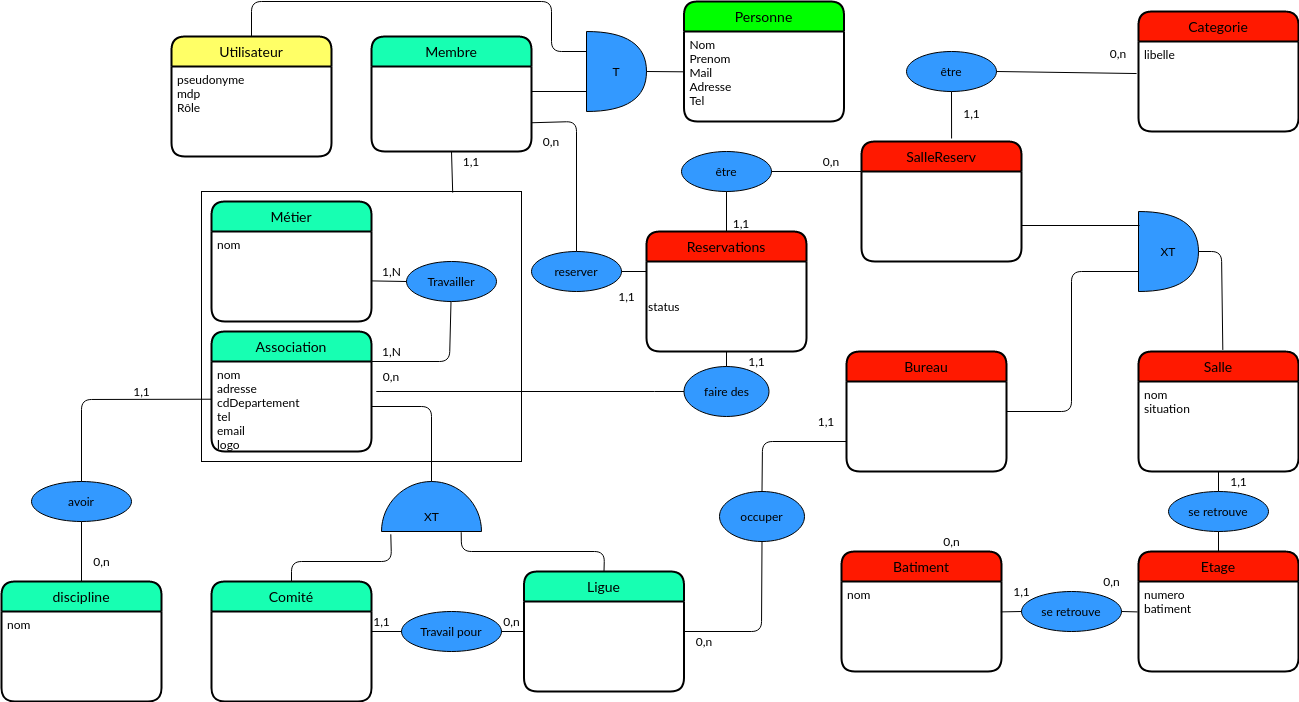 Utilisateur
pseudonyme
mdp
Rôle
Membre
T
Personne
Nom
Prenom
Mail
Adresse
Tel
être
0,n
Categorie
libelle
1,1
0,n
1,1
être
0,n
SalleReserv
1,1
Métier
nom
1,N
Travailler
reserver
1,1
Reservations
status
XT
Association
nom
adresse
cdDepartement
tel
email
logo
1,N
0,n
1,1
faire des
1,1
Bureau
Salle
nom
situation
1,1
avoir
0,n
XT
occuper
1,1
se retrouve
discipline
nom
Comité
1,1
Travail pour
0,n
Ligue
0,n
0,n
Batiment
nom
1,1
se retrouve
0,n
Etage
numero
batiment